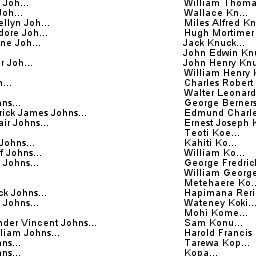 Joh... William Thoma
Joh... Wallace Kn...
ellyn Joh... Miles Alfred Kn
dore Joh... Hugh Mortimer
ne Joh... Jack Knuck...
John Edwin Kn
r Joh... John Henry Knu
William Henry K
h... Charles Robert
Walter Leonard
ns... George Berners
rick James Johns... Edmund Charle
air Johns... Ernest Joseph K
Teoti Koe...
Johns... Kahiti Ko...
f Johns... William Ko...
Johns... George Fredric
William George
Metehaere Ko..
ck Johns... Hapimana Reri
Johns... Wateney Koki...
Mohi Kome...
nder Vincent Johns... Sam Konu...
liam Johns... Harold Francis
ns... Tarewa Kop...
ns... Kopa...